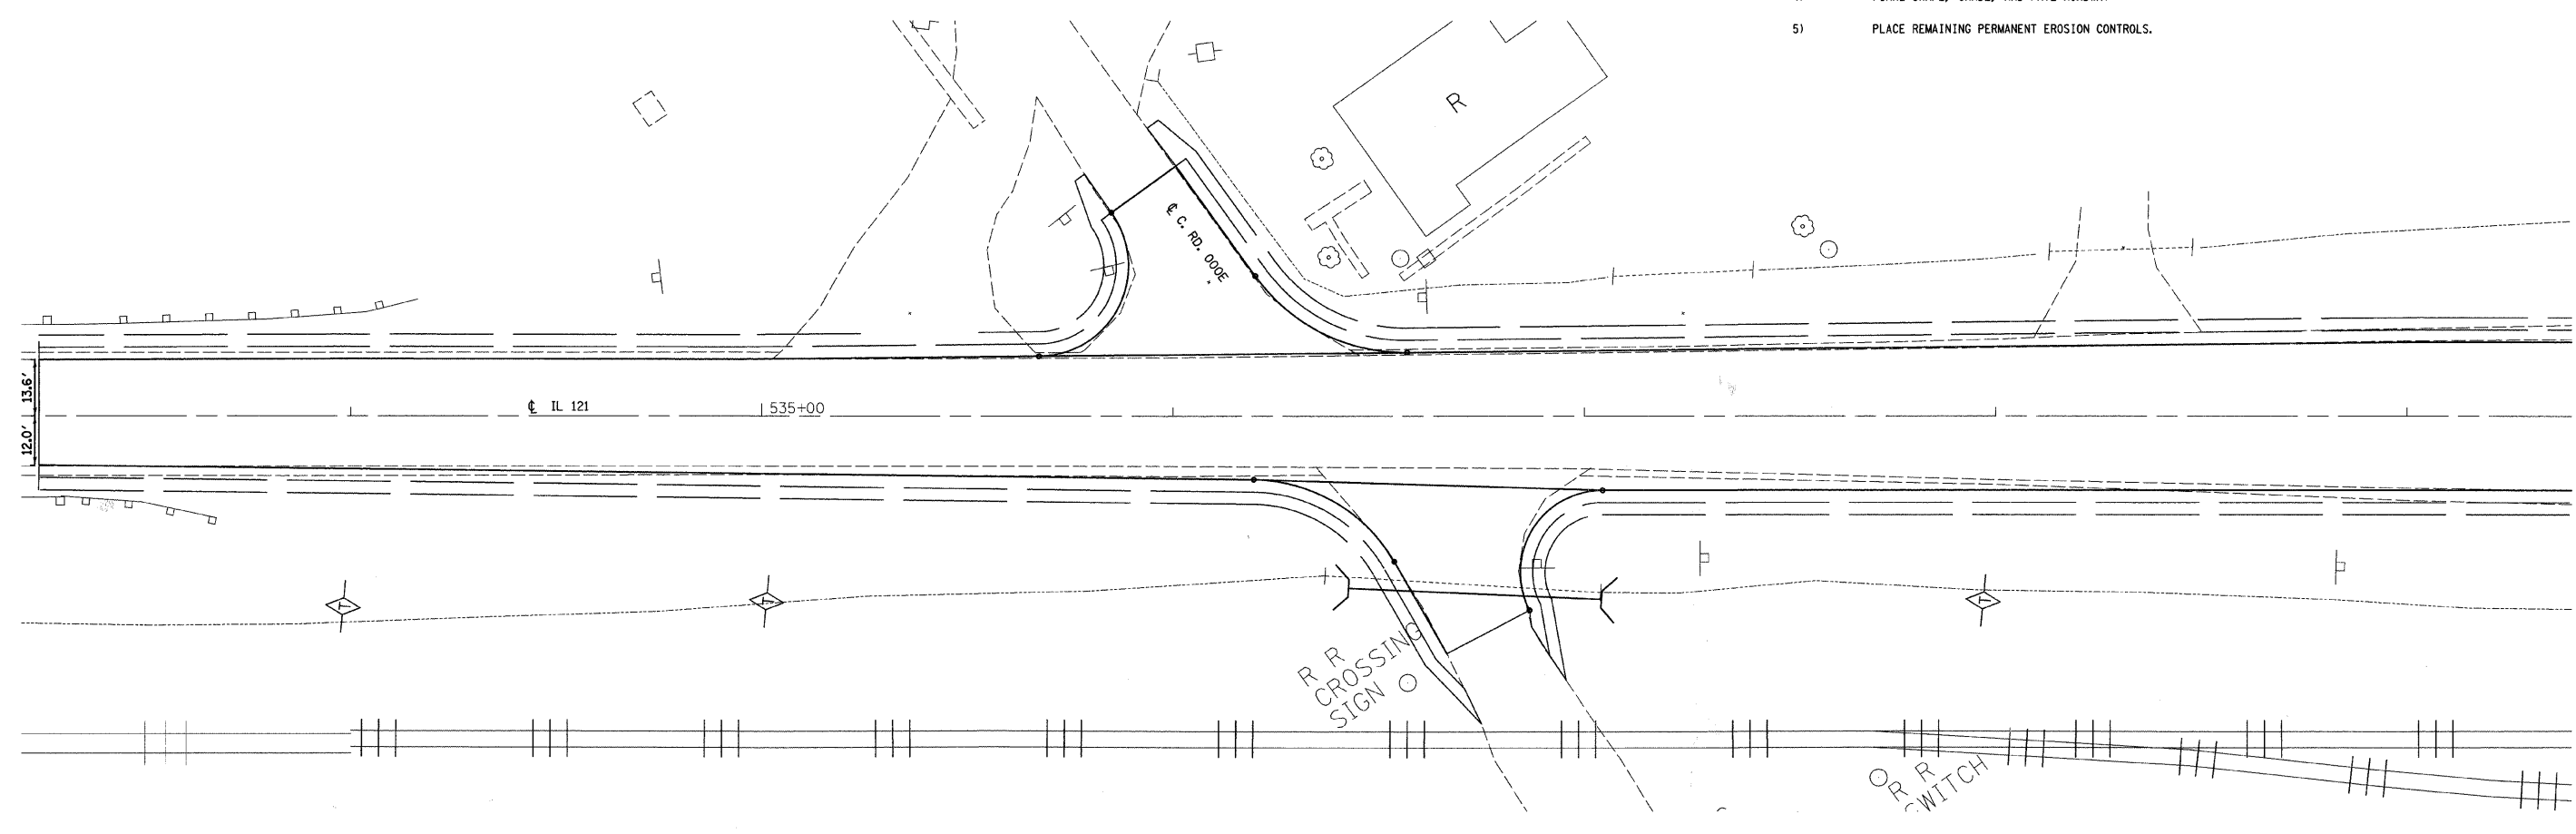 5) PLACE REMAINING PERMANENT EROSION CONTROLS.
R
℄ C. RD. 000E
13.6'
12.0'
℄ IL 121
535+00
T
T
T
R R
CROSSING
SIGN
R R
SWITCH